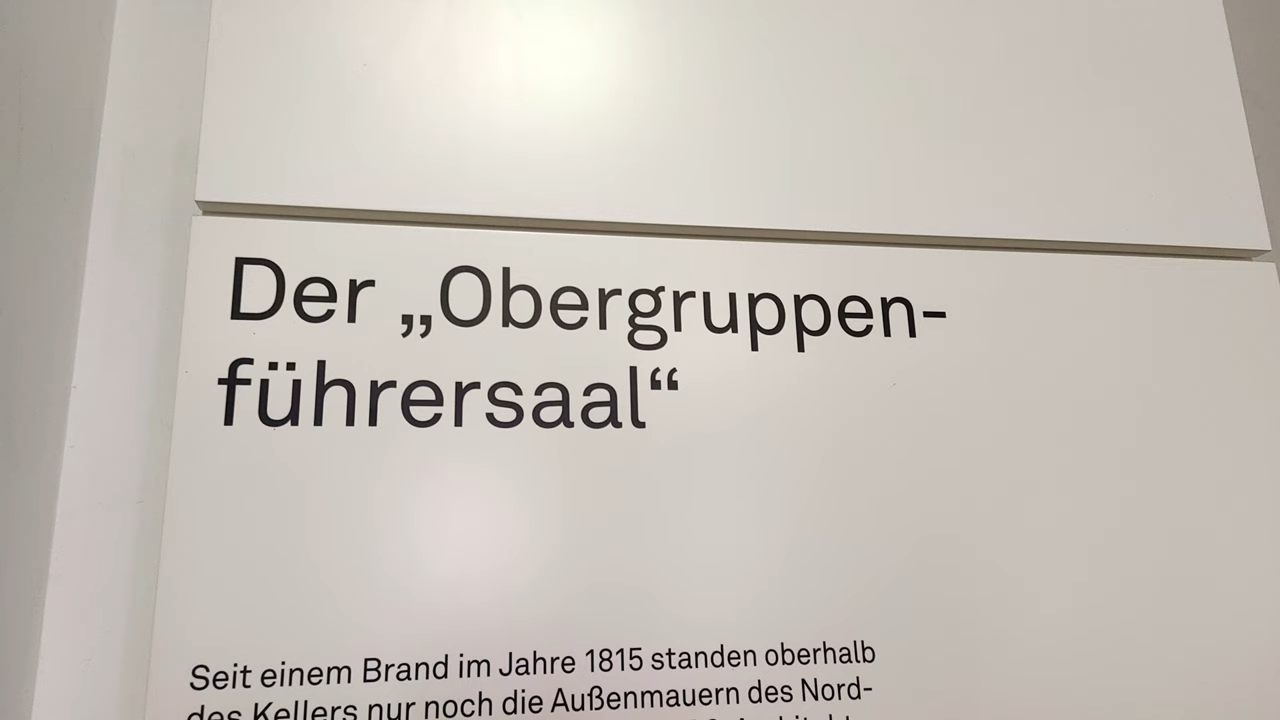 Der „Obergruppen-
führersaal“
Seit einem Brand im Jahre 1815 standen oberhalb
des Kellers nur noch die Außenmauern des Nord-